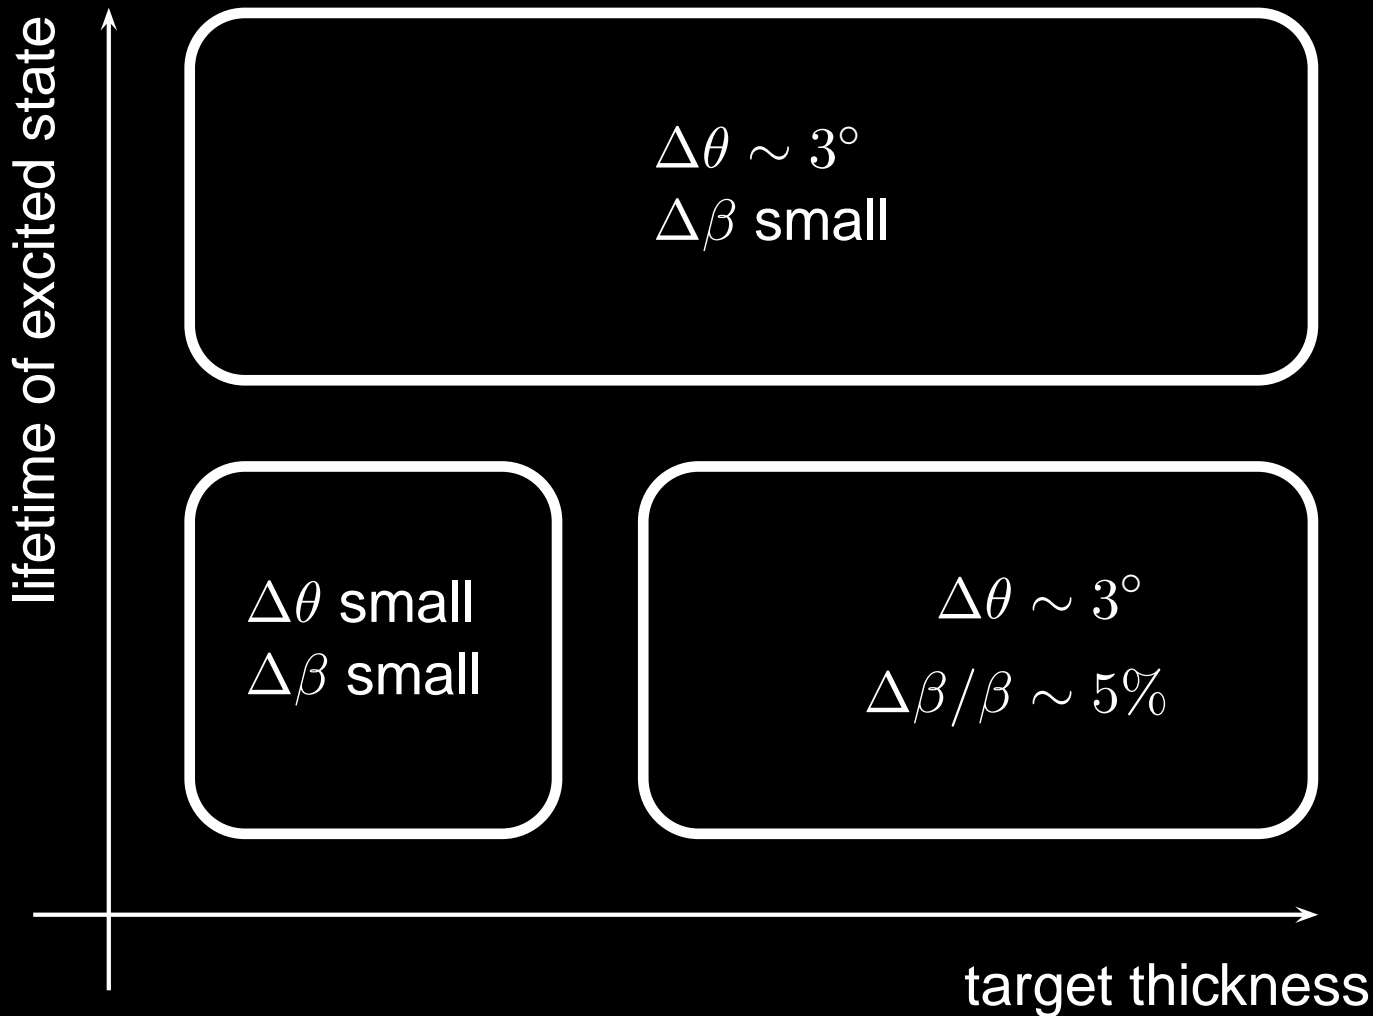 lifetime of excited state
Δθ ∼ 3°
Δβ small
Δθ small
Δβ small
Δθ ∼ 3°
Δβ/β ∼ 5%
target thickness